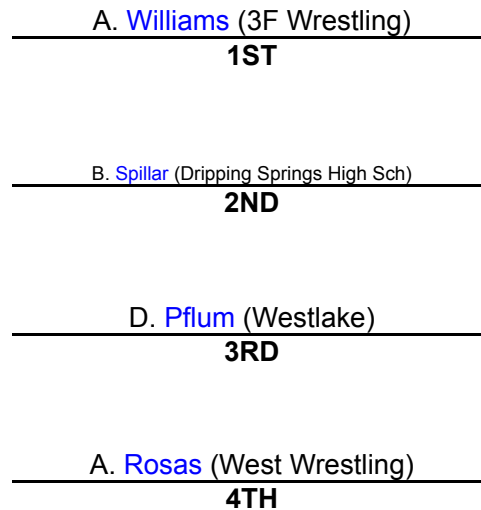 A. Williams (3F Wrestling)
1ST
B. Spillar (Dripping Springs High Sch)
2ND
D. Pflum (Westlake)
3RD
A. Rosas (West Wrestling)
4TH